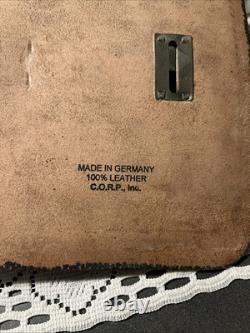 MADE IN GERMANY
100% LEATHER
C.O.R.P., Inc.